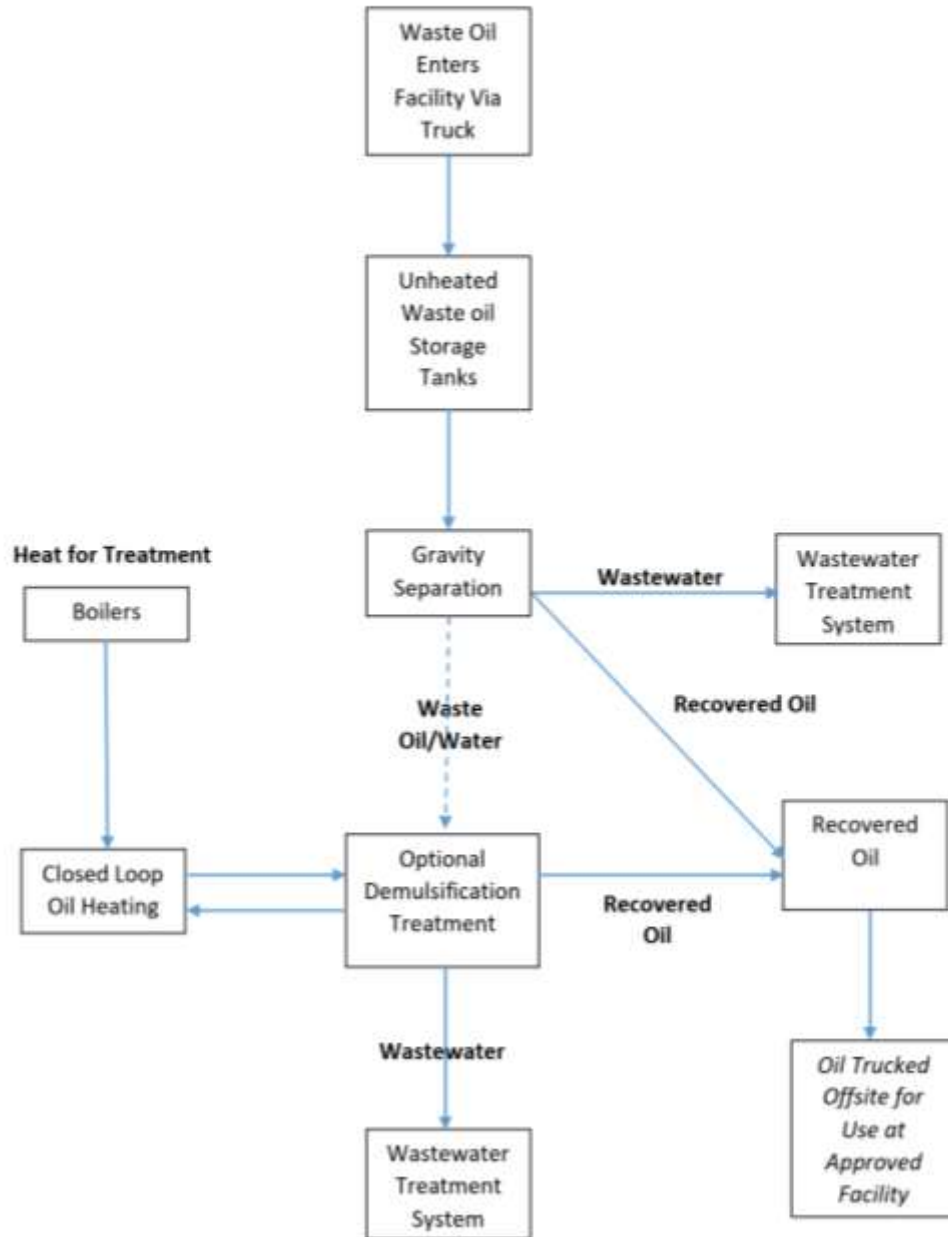 Waste Oil
Enters
Facility Via
Truck
Unheated
Waste oil
Storage
Tanks
Heat for Treatment
Boilers
Gravity
Separation
Wastewater
Wastewater
Treatment
System
Waste
Oil/Water
Recovered Oil
Closed Loop
Oil Heating
Optional
Demulsification
Treatment
Recovered
Oil
Recovered
Oil
Wastewater
Wastewater
Treatment
System
Oil Trucked
Offsite for
Use at
Approved
Facility